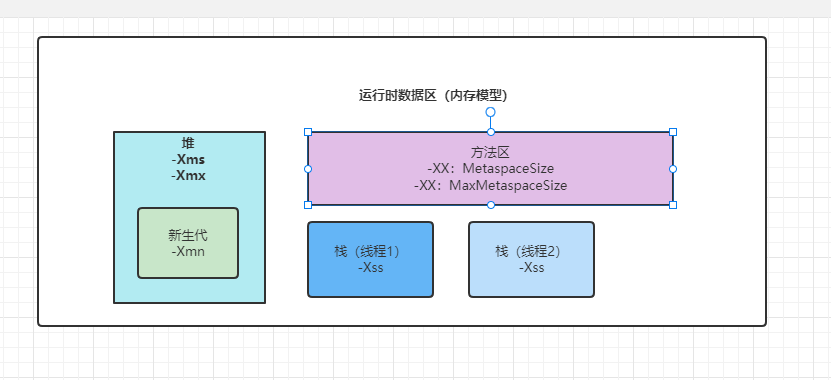 运行时数据区（内存模型）
堆
-Xms
-Xmx
新生代
-Xmn
方法区
-XX：MetaspaceSize
-XX：MaxMetaspaceSize
栈（线程1）
-Xss
栈（线程2）
-Xss